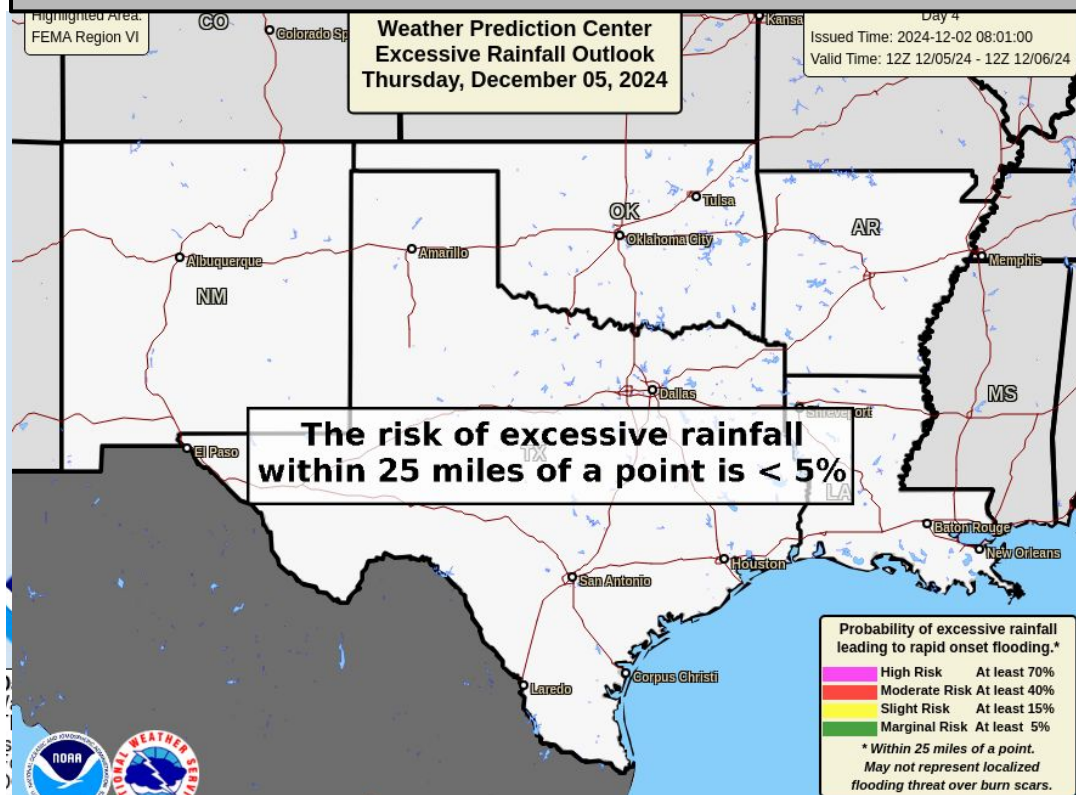 Highlighted Area:
FEMA Region VI
Weather Prediction Center
Excessive Rainfall Outlook
Thursday, December 05, 2024
Day 4
Issued Time: 2024-12-02 08:01:00
Valid Time: 12Z 12/05/24 - 12Z 12/06/24
CO
Colorado Sp
Kansa
Tulsa
OK
Oklahoma City
AR
Amarillo
Albuquerque
Memphis
NM
Dallas
MS
Shreveport
The risk of excessive rainfall
within 25 miles of a point is < 5%
El Paso
TX
LA
Baton Rouge
New Orleans
Houston
San Antonio
Corpus Christi
Laredo
Probability of excessive rainfall
leading to rapid onset flooding.*
High Risk At least 70%
Moderate Risk At least 40%
Slight Risk At least 15%
Marginal Risk At least 5%
* Within 25 miles of a point.
May not represent localized
flooding threat over burn scars.
NOAA
WEATHER SERV